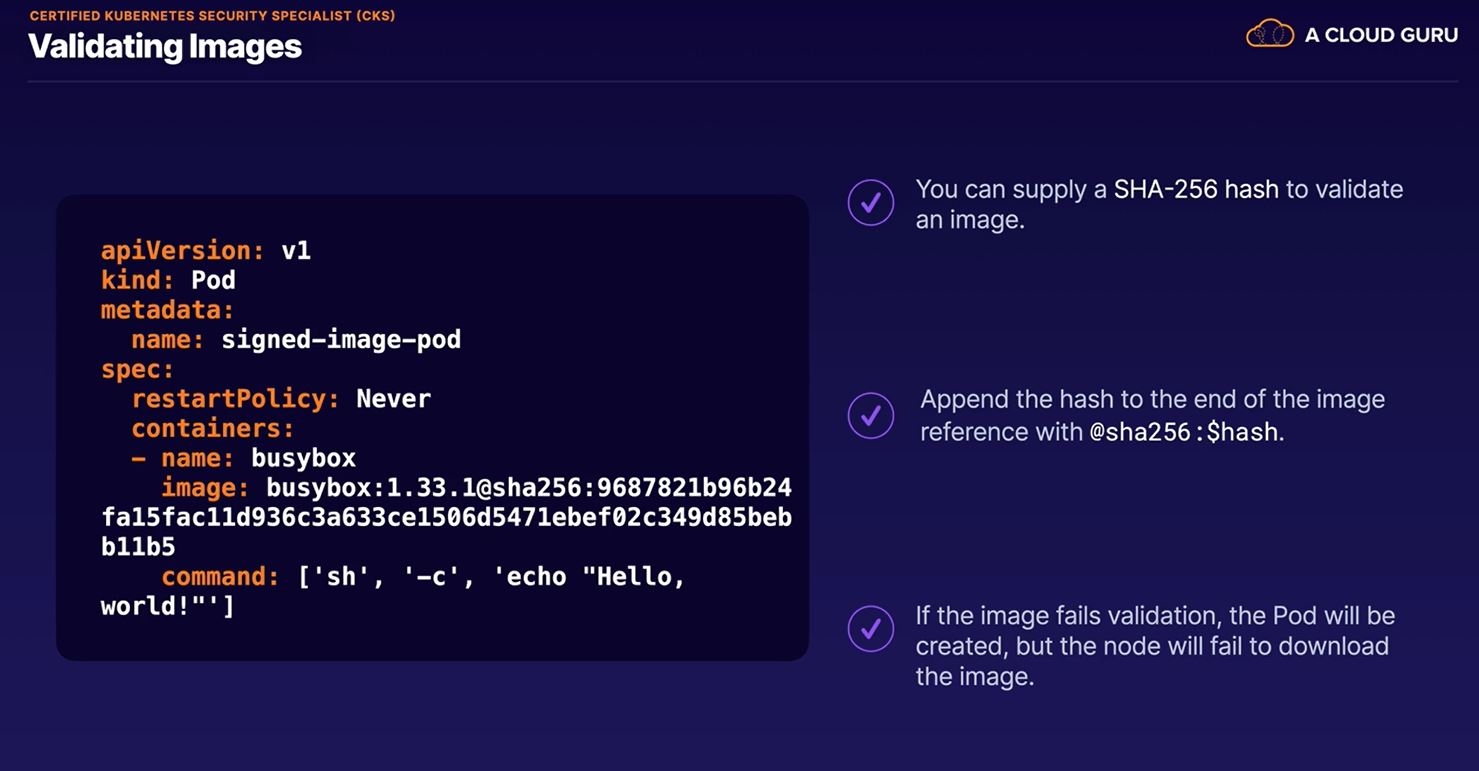 CERTIFIED KUBERNETES SECURITY SPECIALIST (CKS)
Validating Images
A CLOUD GURU
apiVersion: v1
kind: Pod
metadata:
  name: signed-image-pod
spec:
  restartPolicy: Never
  containers:
  - name: busybox
    image: busybox:1.33.1@sha256:9687821b96b24
fa15fac11d936c3a633ce1506d5471ebef02c349d85beb
b11b5
    command: ['sh', '-c', 'echo "Hello,
world!"']
You can supply a SHA-256 hash to validate
an image.
Append the hash to the end of the image
reference with @sha256:$hash.
If the image fails validation, the Pod will be
created, but the node will fail to download
the image.